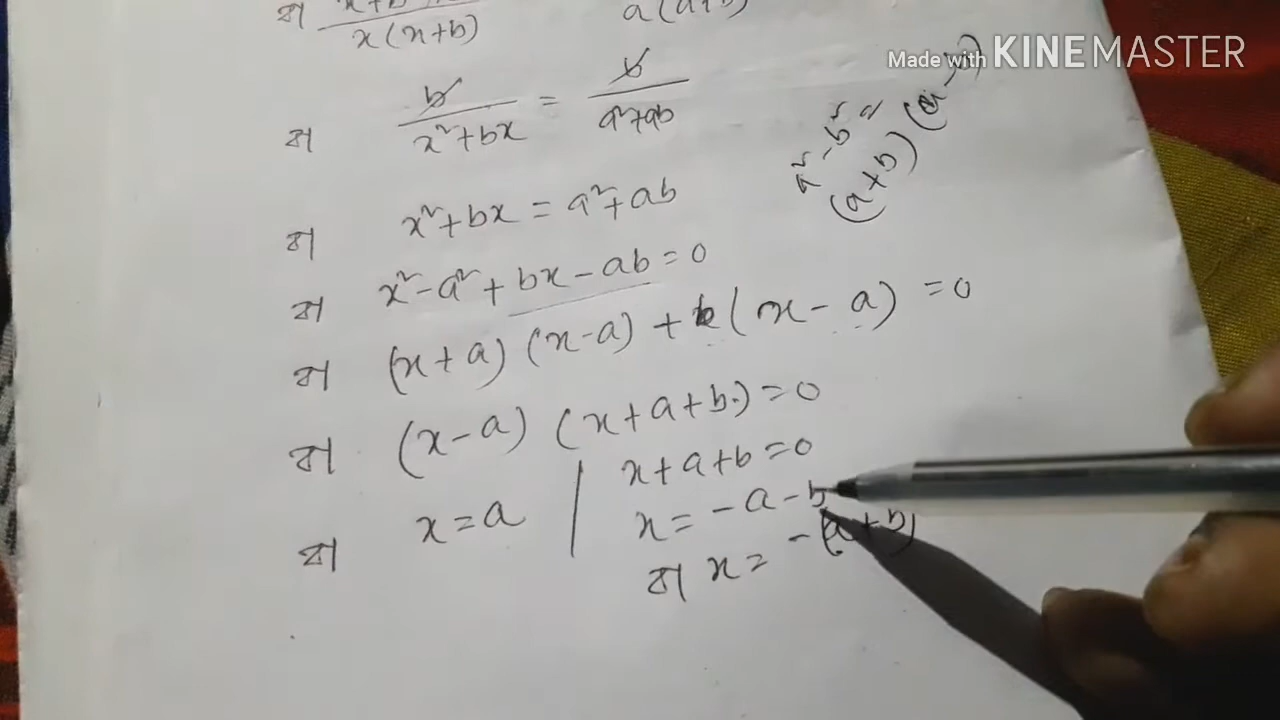 Made with KINEMASTER
বা x(x+b) a(a+b)
বা b/(x²+bx) = b/(a²+ab)
a²-b² =
(a+b) (a-b)
বা x²+bx = a²+ab
বা x²-a²+bx-ab=0
বা (x+a) (x-a) + b(x-a) =0
বা (x-a) (x+a+b)=0
বা x=a | x+a+b=0
x=-a-b
বা x= -(a+b)